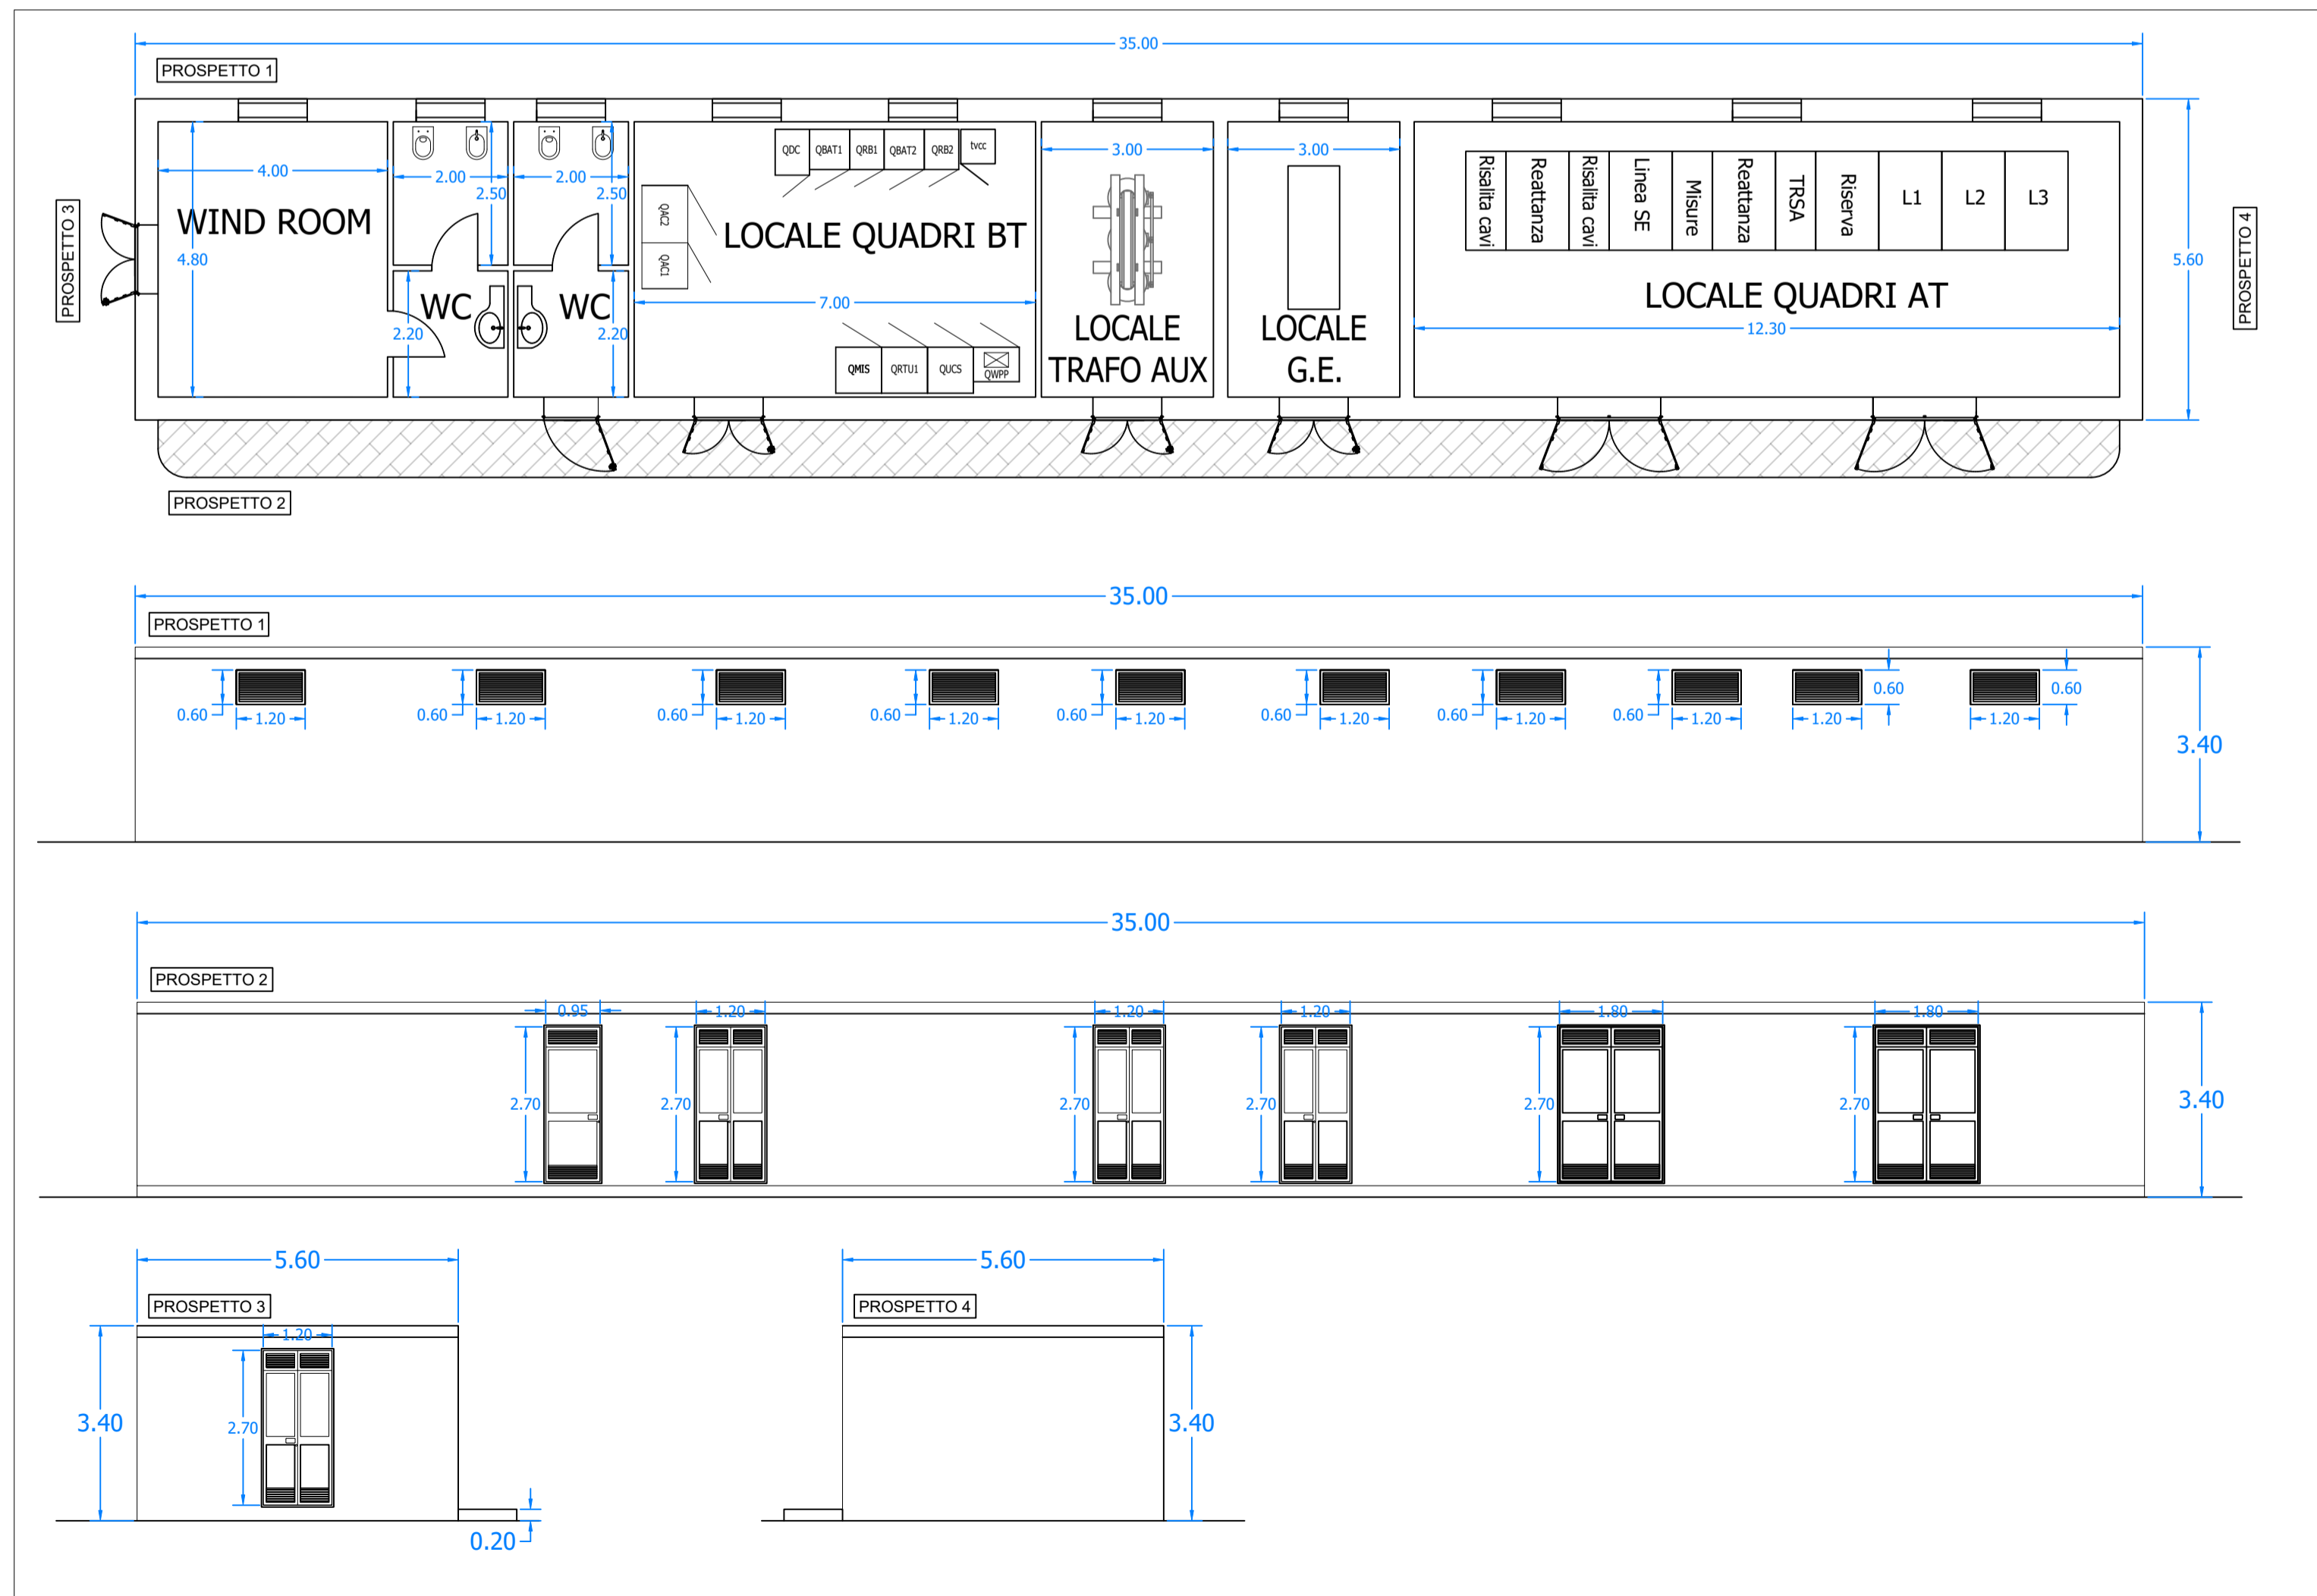 35.00
PROSPETTO 1
PROSPETTO 3
PROSPETTO 4
PROSPETTO 2
4.00
WIND ROOM
4.80
2.00
2.50
WC
2.20
2.00
2.50
WC
2.20
QDC
QBAT1
QRB1
QBAT2
QRB2
tvcc
QAC2
QAC1
LOCALE QUADRI BT
7.00
QMIS
QRTU1
QUCS
QWPP
3.00
LOCALE
TRAFO AUX
3.00
LOCALE
G.E.
Risalita cavi
Reattanza
Risalita cavi
Linea SE
Misure
Reattanza
TRSA
Riserva
L1
L2
L3
LOCALE QUADRI AT
12.30
5.60
35.00
PROSPETTO 1
0.60
1.20
0.60
1.20
0.60
1.20
0.60
1.20
0.60
1.20
0.60
1.20
0.60
1.20
0.60
1.20
0.60
1.20
0.60
1.20
3.40
35.00
PROSPETTO 2
0.95
1.20
1.20
1.20
1.80
1.80
2.70
2.70
2.70
2.70
2.70
2.70
3.40
5.60
PROSPETTO 3
1.20
3.40
2.70
0.20
5.60
PROSPETTO 4
3.40